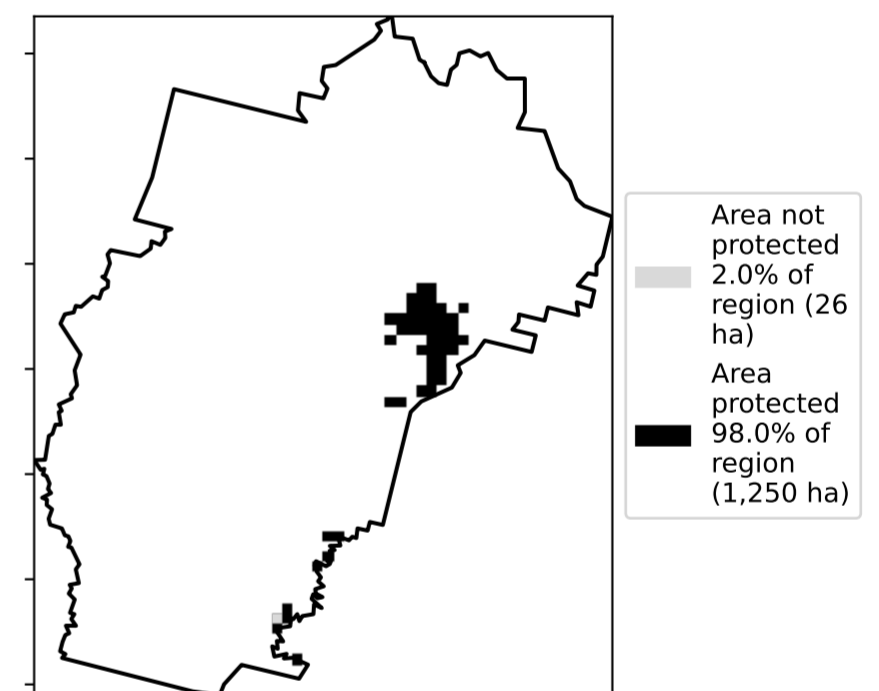 Area not
protected
2.0% of
region (26
ha)
Area
protected
98.0% of
region
(1,250 ha)